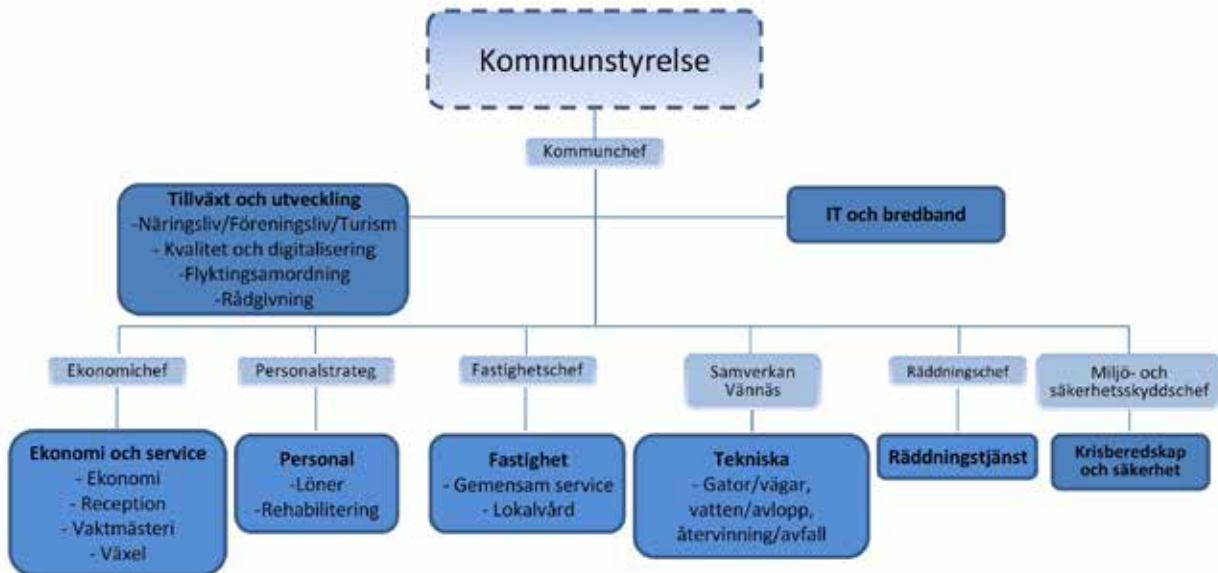 Kommunstyrelse
Kommunchef
Tillväxt och utveckling
-Näringsliv/Föreningsliv/Turism
- Kvalitet och digitalisering
-Flyktingsamordning
-Rådgivning
IT och bredband
Ekonomichef
Personalstrateg
Fastighetschef
Samverkan
Vännäs
Räddningschef
Miljö- och
säkerhetsskyddschef
Ekonomi och service
- Ekonomi
- Reception
- Vaktmästeri
- Växel
Personal
-Löner
-Rehabilitering
Fastighet
- Gemensam service
- Lokalvård
Tekniska
- Gator/vägar,
vatten/avlopp,
återvinning/avfall
Räddningstjänst
Krisberedskap
och säkerhet